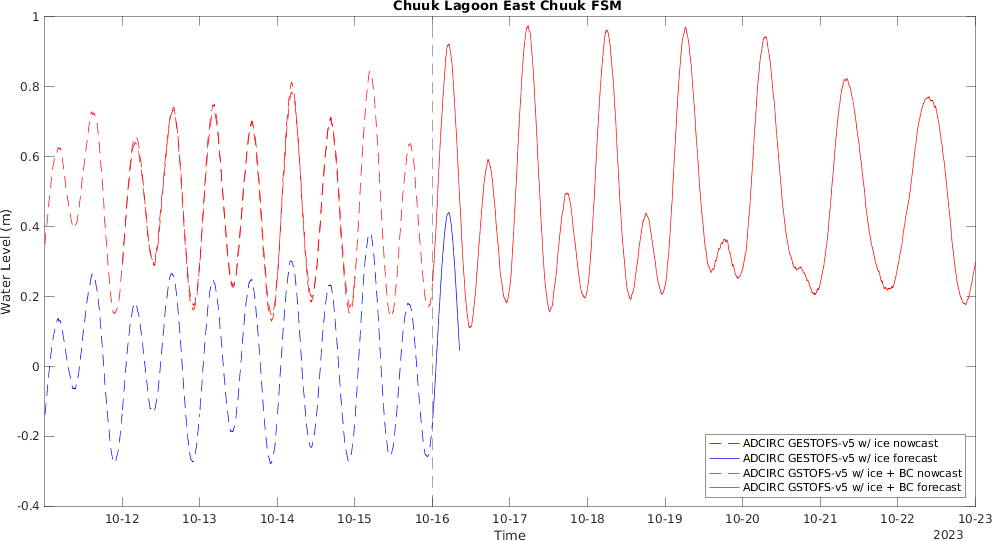 Chuuk Lagoon East Chuuk FSM
1
0.8
0.6
0.4
0.2
0
-0.2
-0.4
Water Level (m)
10-12 10-13 10-14 10-15 10-16 10-17 10-18 10-19 10-20 10-21 10-22 10-23
Time
2023
ADCIRC GESTOFS-v5 w/ ice nowcast
ADCIRC GESTOFS-v5 w/ ice forecast
ADCIRC GSTOFS-v5 w/ ice + BC nowcast
ADCIRC GSTOFS-v5 w/ ice + BC forecast